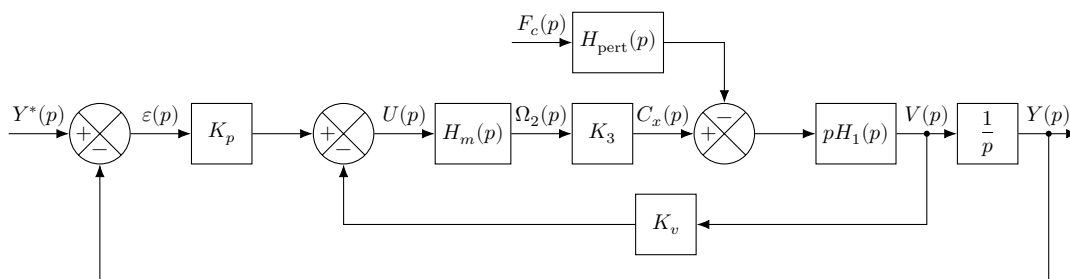 F_c(p)
H_pert(p)
Y*(p)
+
−
ε(p)
K_p
+
−
U(p)
H_m(p)
Ω_2(p)
K_3
C_x(p)
+
−
pH_1(p)
V(p)
1
p
Y(p)
K_v